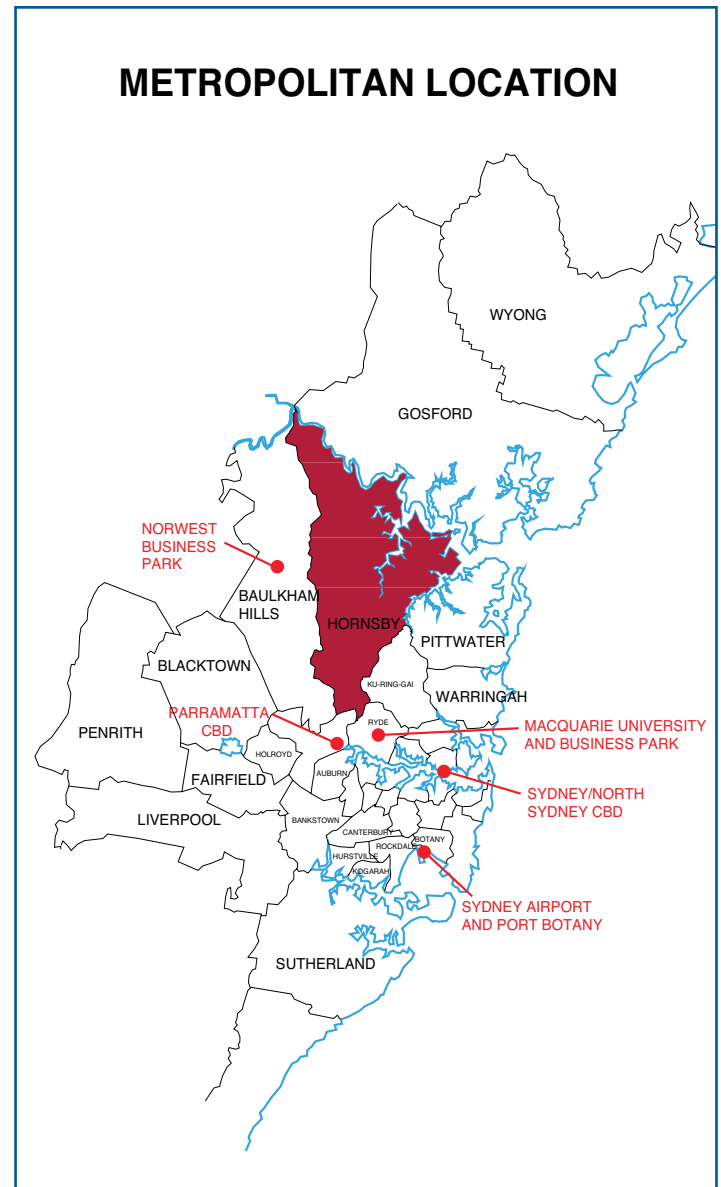 METROPOLITAN LOCATION
WYONG
GOSFORD
NORWEST
BUSINESS
PARK
BAULKHAM
HILLS
HORNSBY
PITTWATER
BLACKTOWN
KU-RING-GAI
WARRINGAH
PARRAMATTA
CBD
RYDE
MACQUARIE UNIVERSITY
AND BUSINESS PARK
PENRITH
HOLROYD
FAIRFIELD
AUBURN
SYDNEY/NORTH
SYDNEY CBD
LIVERPOOL
BANKSTOWN
CANTERBURY
BOTANY
ROCKDALE
HURSTVILLE
KOGARAH
SYDNEY AIRPORT
AND PORT BOTANY
SUTHERLAND